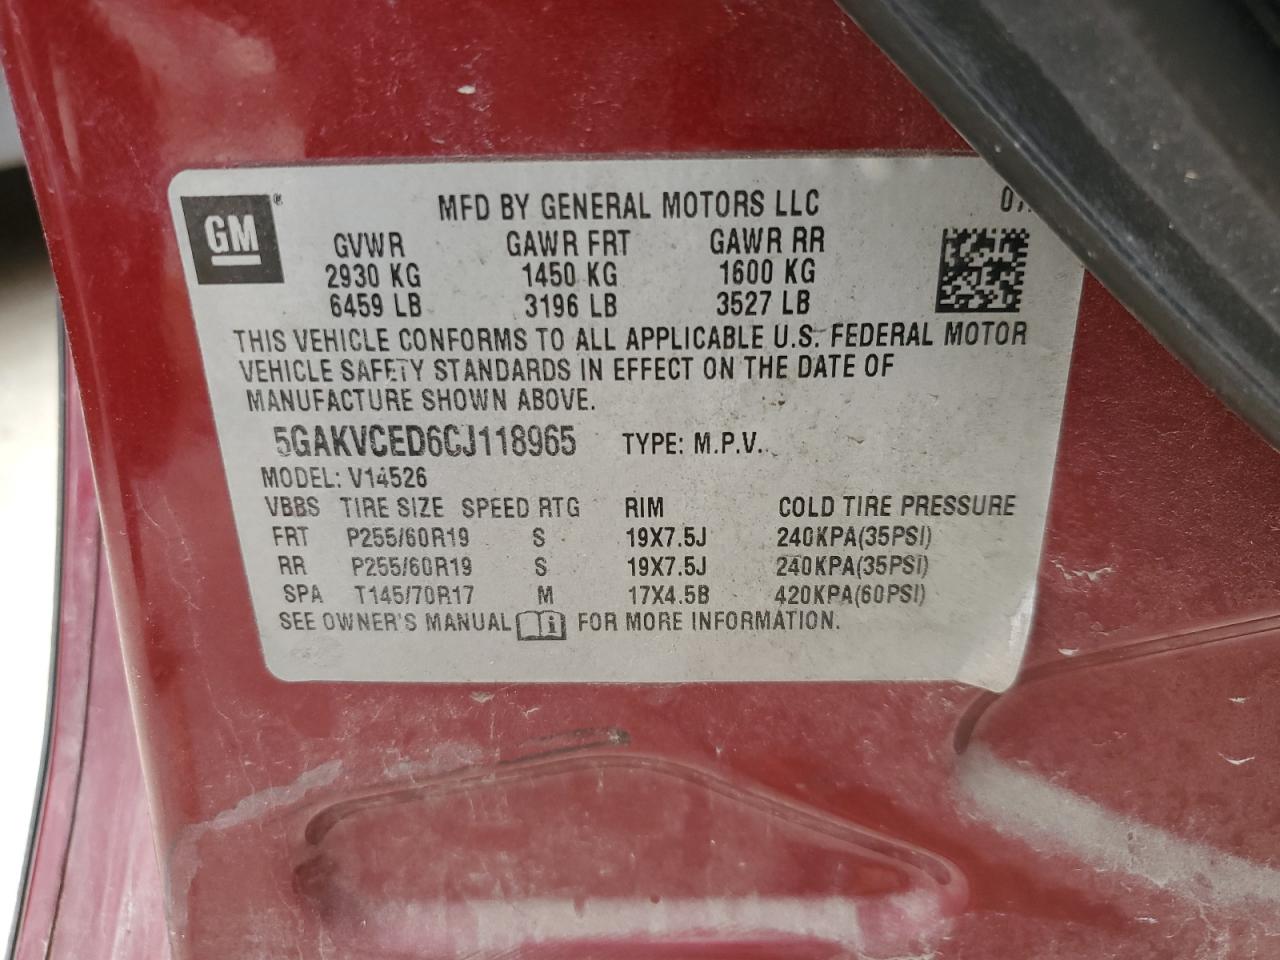 GM ®
MFD BY GENERAL MOTORS LLC
GVWR GAWR FRT GAWR RR
2930 KG 1450 KG 1600 KG
6459 LB 3196 LB 3527 LB
THIS VEHICLE CONFORMS TO ALL APPLICABLE U.S. FEDERAL MOTOR
VEHICLE SAFETY STANDARDS IN EFFECT ON THE DATE OF
MANUFACTURE SHOWN ABOVE.
5GAKVCED6CJ118965 TYPE: M.P.V.
MODEL: V14526
VBBS TIRE SIZE SPEED RTG RIM COLD TIRE PRESSURE
FRT P255/60R19 S 19X7.5J 240KPA(35PSI)
RR P255/60R19 S 19X7.5J 240KPA(35PSI)
SPA T145/70R17 M 17X4.5B 420KPA(60PSI)
SEE OWNER'S MANUAL FOR MORE INFORMATION.